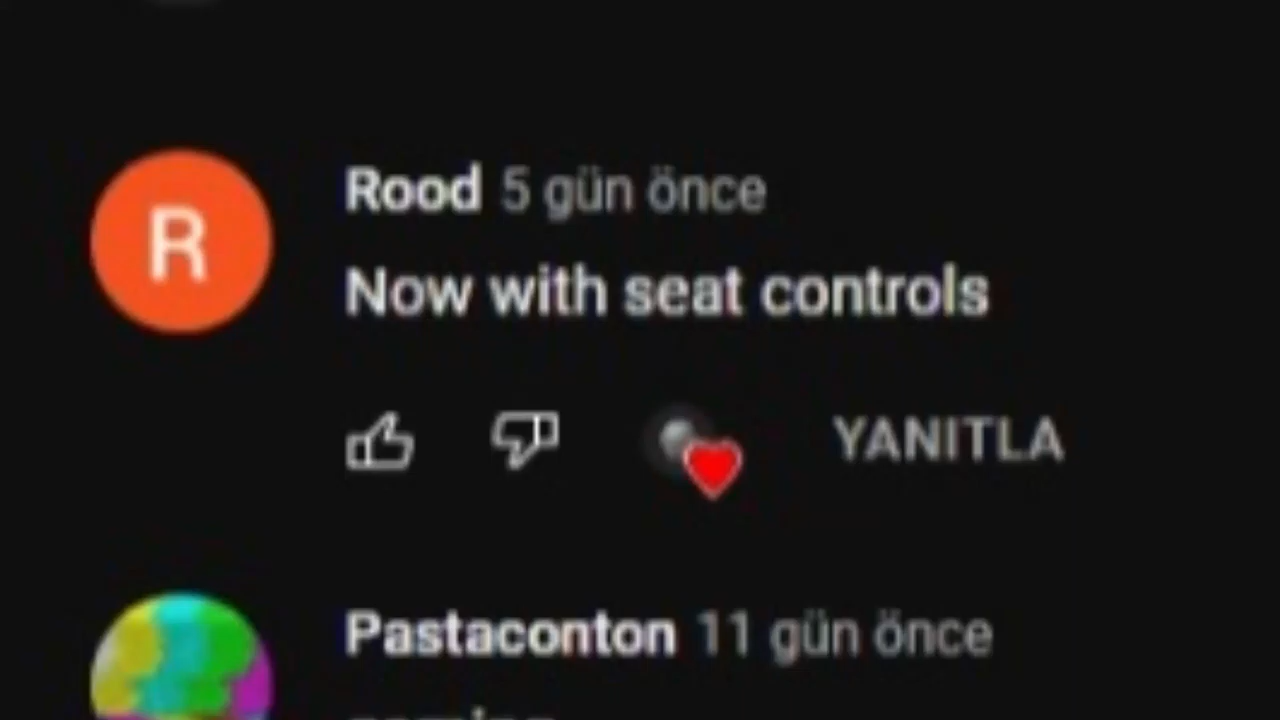 R
Rood 5 gün önce
Now with seat controls
YANITLA
Pastaconton 11 gün önce